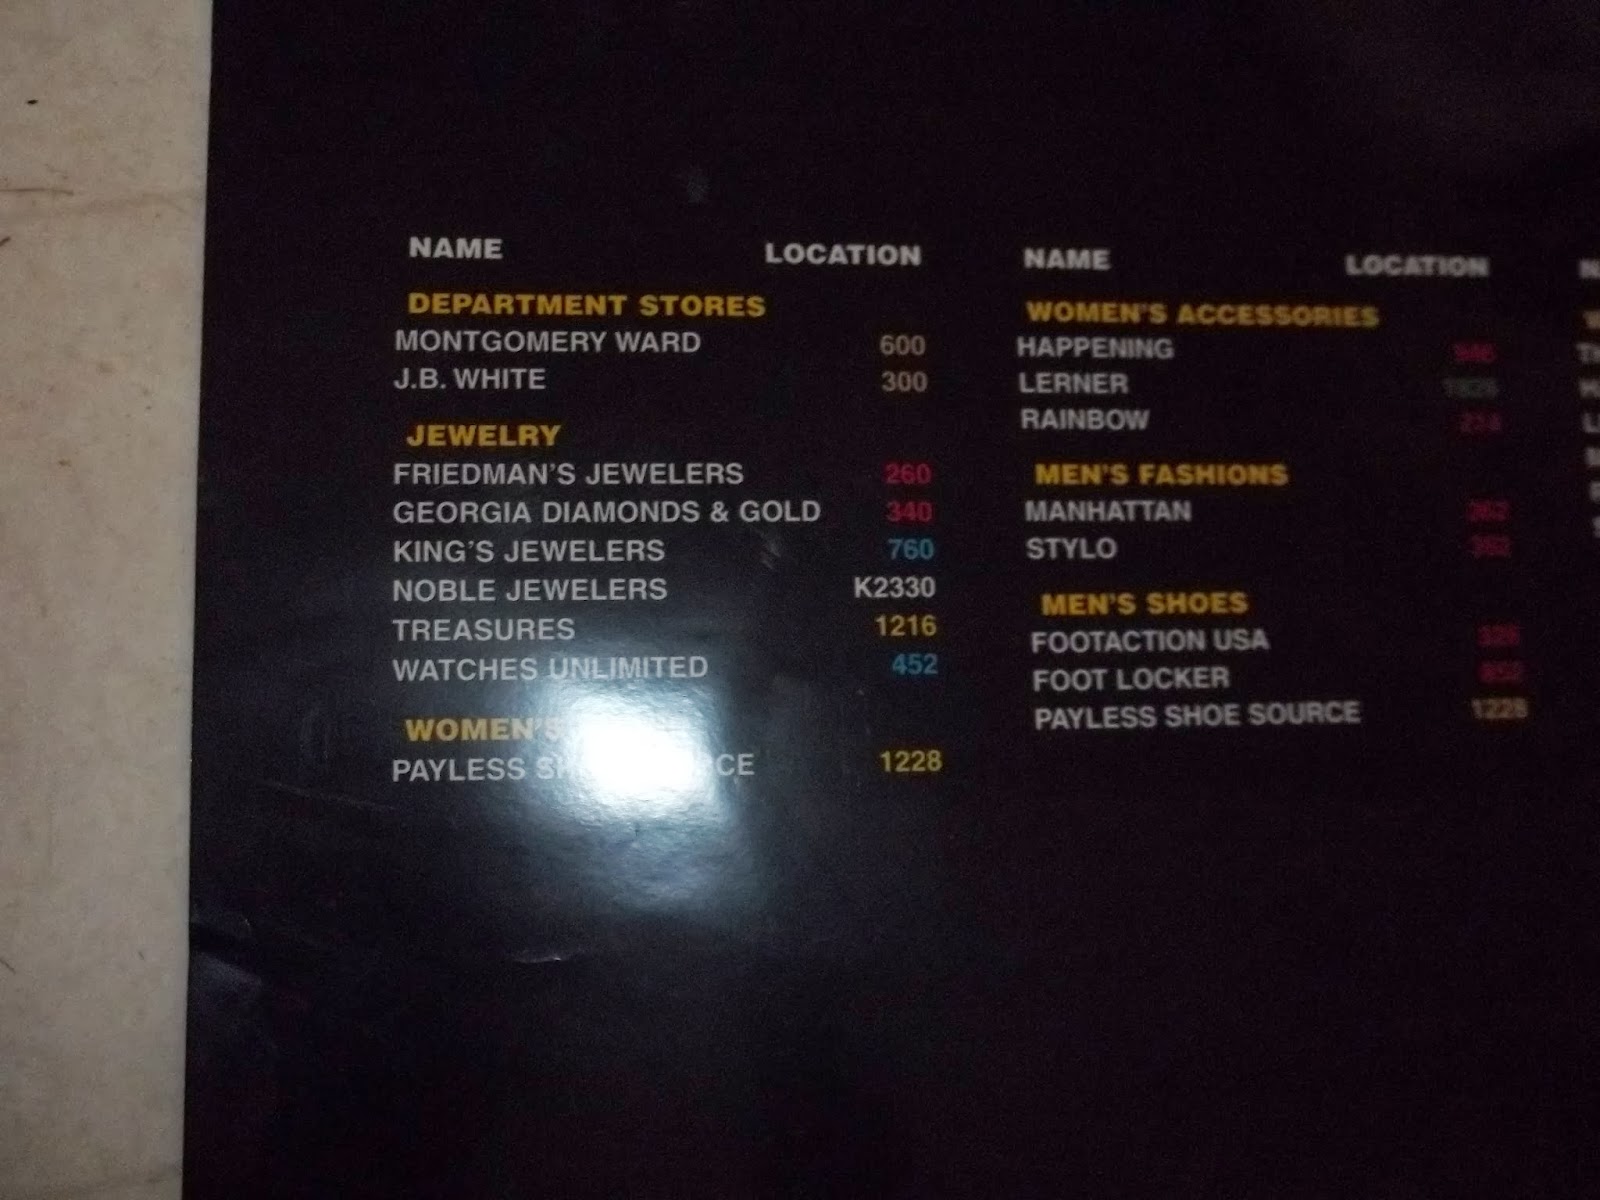 NAME LOCATION
DEPARTMENT STORES
MONTGOMERY WARD 600
J.B. WHITE 300
JEWELRY
FRIEDMAN'S JEWELERS 260
GEORGIA DIAMONDS & GOLD 340
KING'S JEWELERS 760
NOBLE JEWELERS K2330
TREASURES 1216
WATCHES UNLIMITED 452
WOMEN'S
PAYLESS 1228
NAME LOCATION
WOMEN'S ACCESSORIES
HAPPENING
LERNER
RAINBOW
MEN'S FASHIONS
MANHATTAN
STYLO
MEN'S SHOES
FOOTACTION USA
FOOT LOCKER
PAYLESS SHOE SOURCE 1228